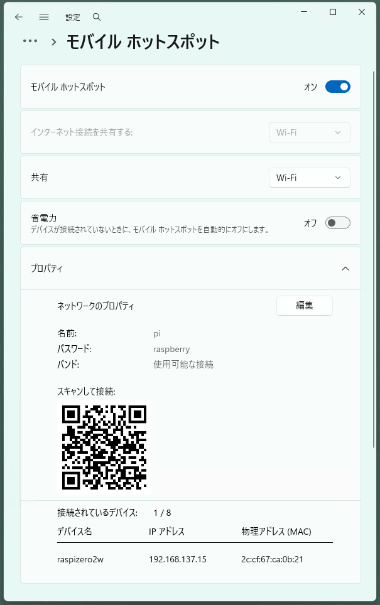 設定
モバイル ホットスポット
モバイル ホットスポット オン
インターネット接続を共有する: Wi-Fi
共有 Wi-Fi
省電力
デバイスが接続されていないときに、モバイル ホットスポットを自動的にオフにします。 オフ
プロパティ
ネットワークのプロパティ 編集
名前: pi
パスワード: raspberry
バンド: 使用可能な接続
スキャンして接続:
接続されているデバイス: 1 / 8
デバイス名 IP アドレス 物理アドレス (MAC)
raspizero2w 192.168.137.15 2c:cf:67:ca:0b:21